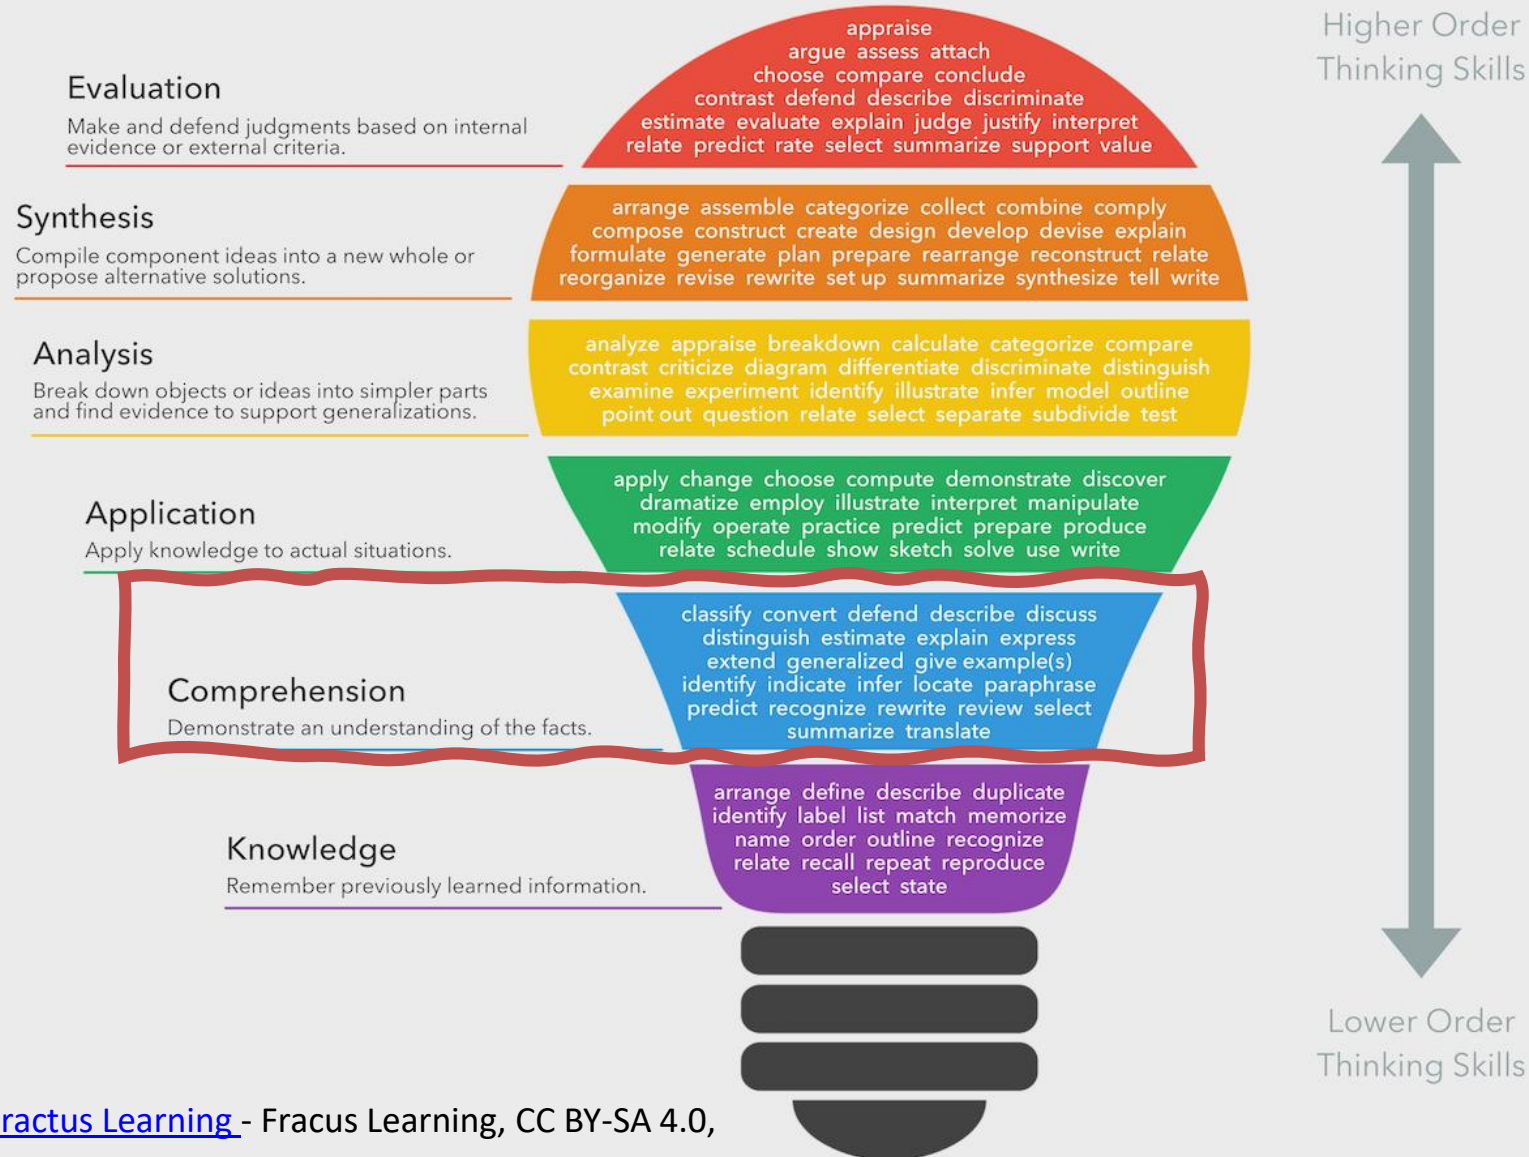 Higher Order
Thinking Skills
Evaluation
Make and defend judgments based on internal
evidence or external criteria.
appraise
argue assess attach
choose compare conclude
contrast defend describe discriminate
estimate evaluate explain judge justify interpret
relate predict rate select summarize support value
Synthesis
Compile component ideas into a new whole or
propose alternative solutions.
arrange assemble categorize collect combine comply
compose construct create design develop devise explain
formulate generate plan prepare rearrange reconstruct relate
reorganize revise rewrite set up summarize synthesize tell write
Analysis
Break down objects or ideas into simpler parts
and find evidence to support generalizations.
analyze appraise breakdown calculate categorize compare
contrast criticize diagram differentiate discriminate distinguish
examine experiment identify illustrate infer model outline
point out question relate select separate subdivide test
Application
Apply knowledge to actual situations.
apply change choose compute demonstrate discover
dramatize employ illustrate interpret manipulate
modify operate practice predict prepare produce
relate schedule show sketch solve use write
Comprehension
Demonstrate an understanding of the facts.
classify convert defend describe discuss
distinguish estimate explain express
extend generalized give example(s)
identify indicate infer locate paraphrase
predict recognize rewrite review select
summarize translate
Knowledge
Remember previously learned information.
arrange define describe duplicate
identify label list match memorize
name order outline recognize
relate recall repeat reproduce
select state
Lower Order
Thinking Skills
ractus Learning - Fracus Learning, CC BY-SA 4.0,